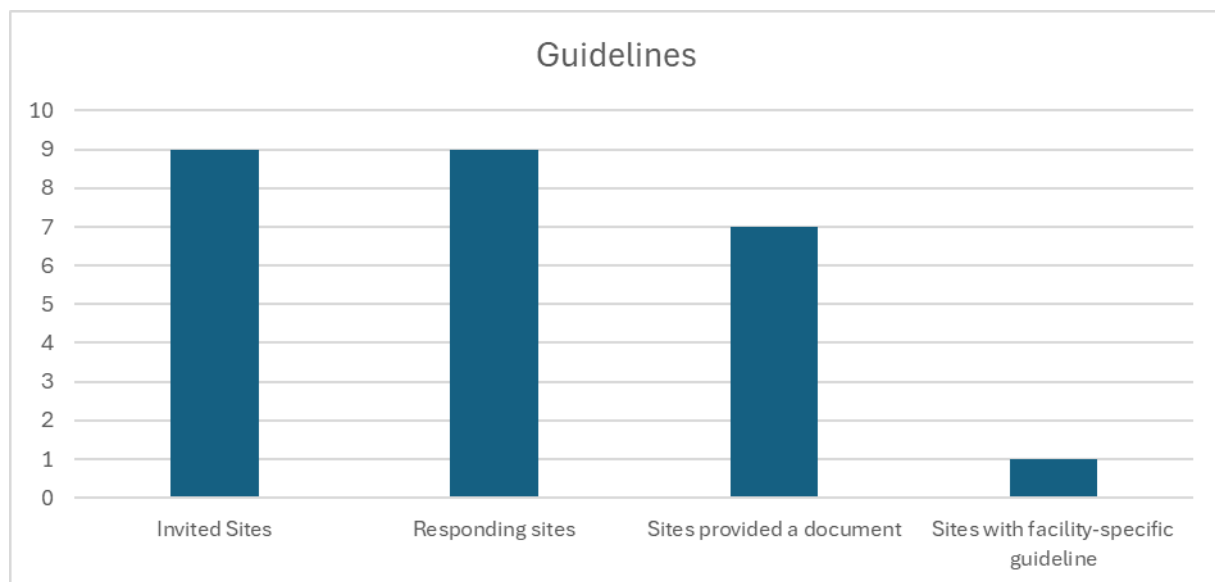 Guidelines
10
9
8
7
6
5
4
3
2
1
0
Invited Sites
Responding sites
Sites provided a document
Sites with facility-specific
guideline